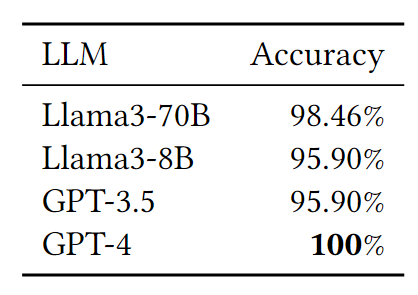 LLM Accuracy
Llama3-70B 98.46%
Llama3-8B 95.90%
GPT-3.5 95.90%
GPT-4 100%